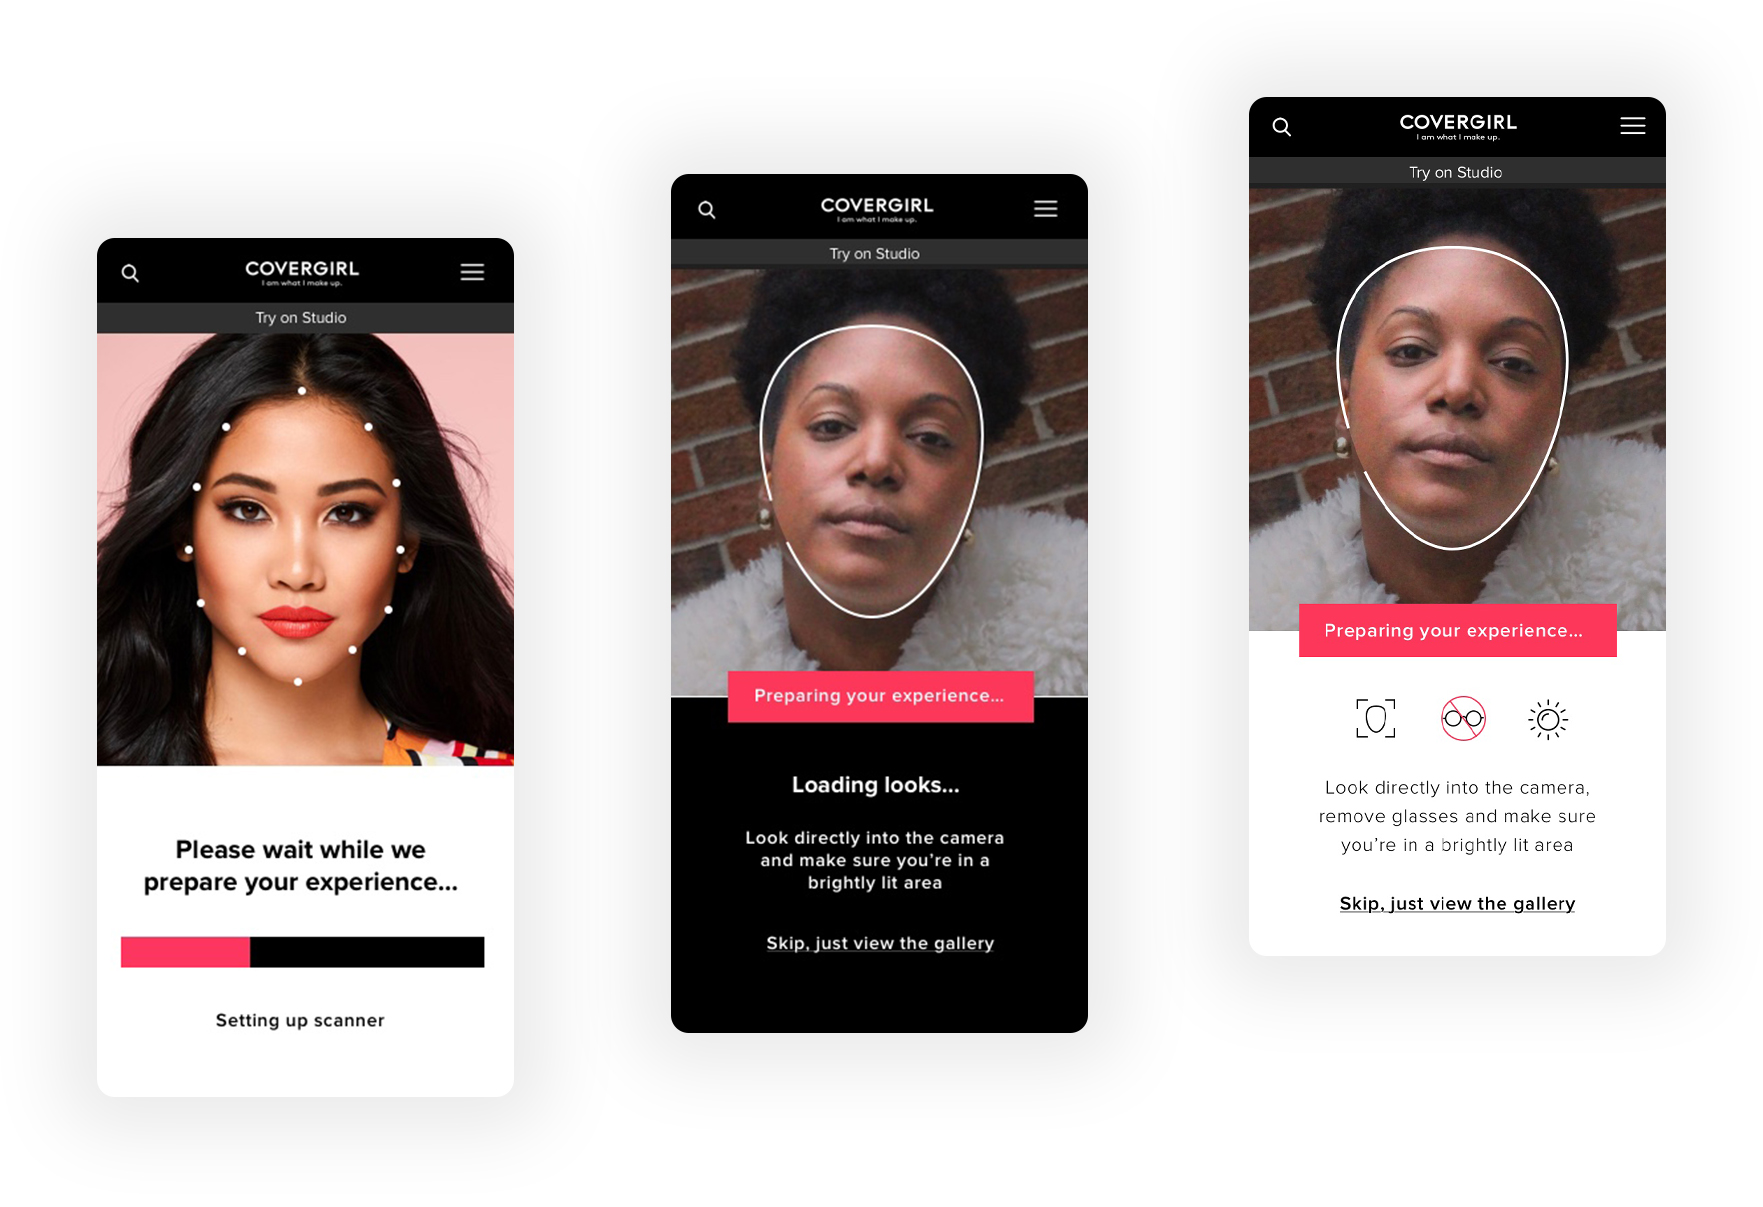 COVERGIRL
I am what I make up.
Try on Studio
Please wait while we
prepare your experience...
Setting up scanner
COVERGIRL
I am what I make up.
Try on Studio
Preparing your experience...
Loading looks...
Look directly into the camera
and make sure you're in a
brightly lit area
Skip, just view the gallery
COVERGIRL
I am what I make up.
Try on Studio
Preparing your experience...
Look directly into the camera,
remove glasses and make sure
you're in a brightly lit area
Skip, just view the gallery